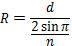 R =
d
2 sin π
n